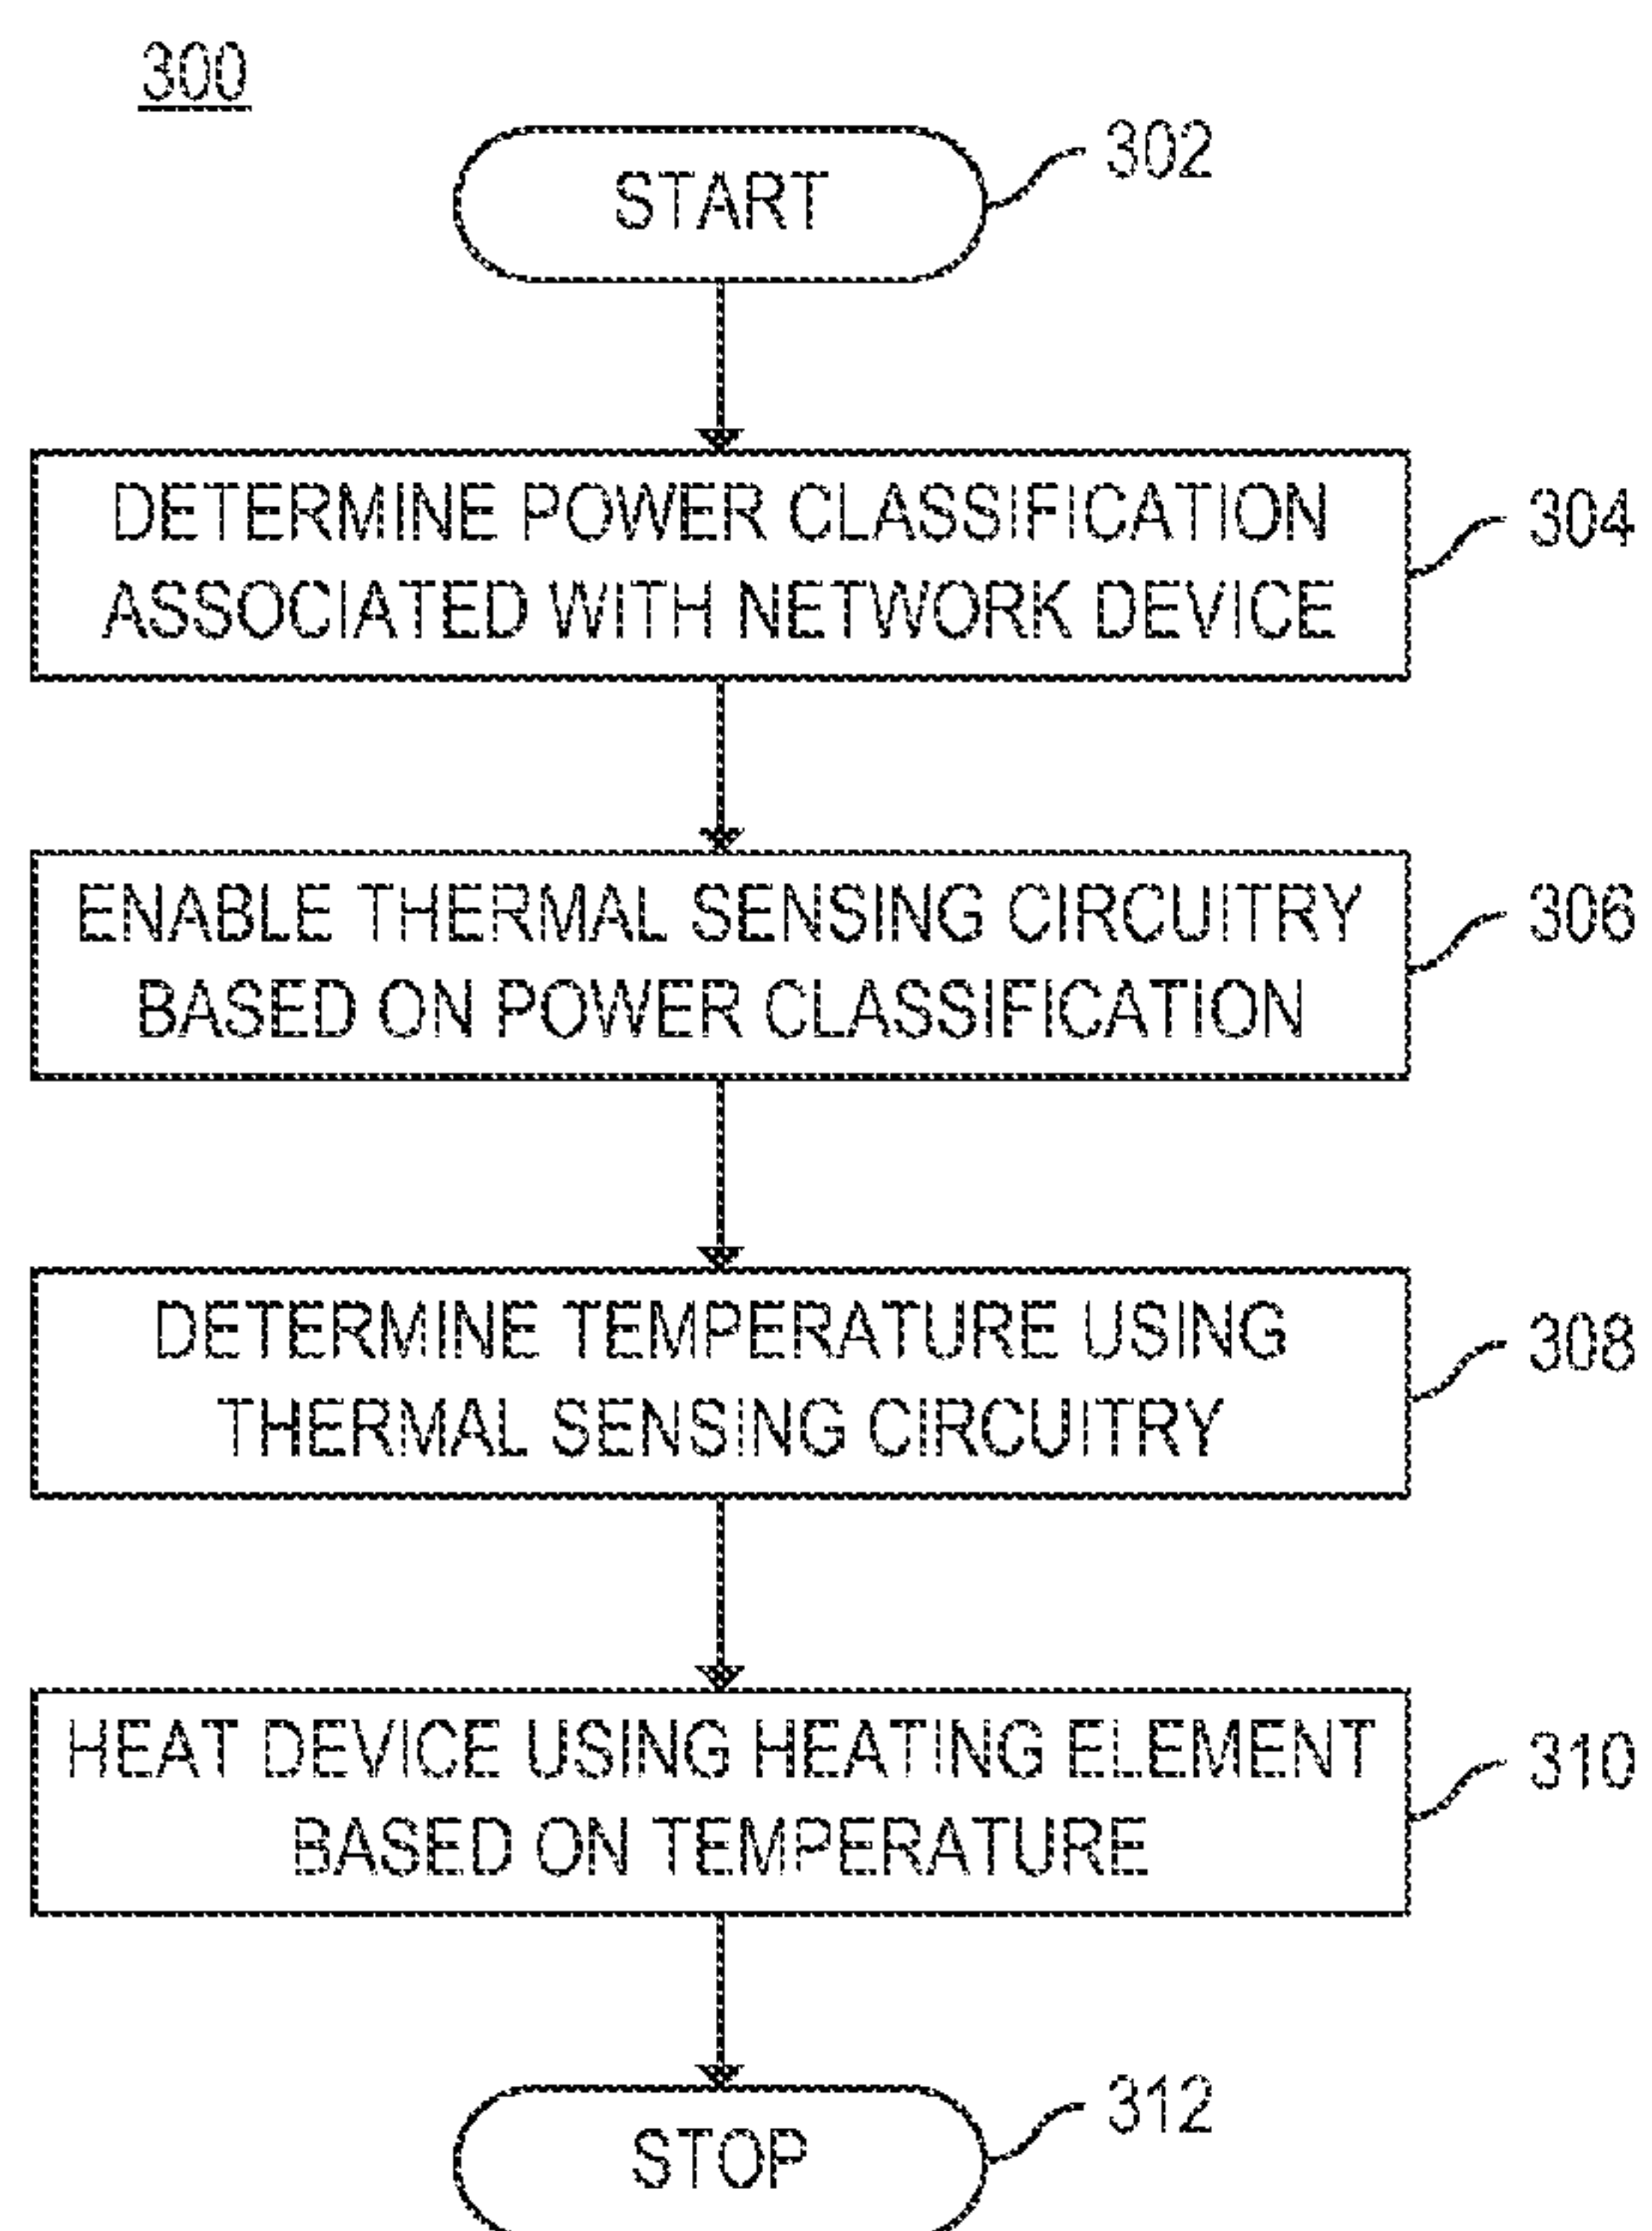 300
START
302
DETERMINE POWER CLASSIFICATION
ASSOCIATED WITH NETWORK DEVICE
304
ENABLE THERMAL SENSING CIRCUITRY
BASED ON POWER CLASSIFICATION
306
DETERMINE TEMPERATURE USING
THERMAL SENSING CIRCUITRY
308
HEAT DEVICE USING HEATING ELEMENT
BASED ON TEMPERATURE
310
STOP
312